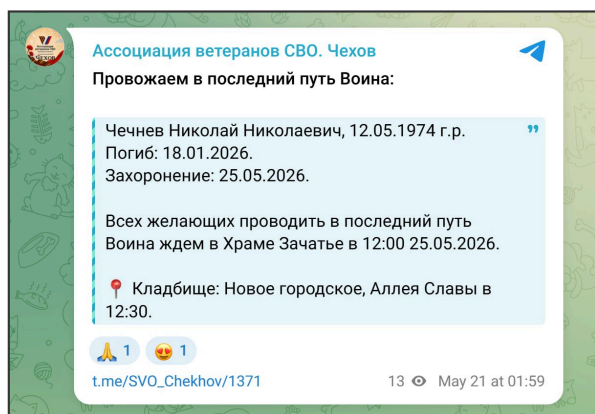 Ассоциация ветеранов СВО. Чехов
Провожаем в последний путь Воина:
Чечнев Николай Николаевич, 12.05.1974 г.р.
Погиб: 18.01.2026.
Захоронение: 25.05.2026.
Всех желающих проводить в последний путь
Воина ждем в Храме Зачатье в 12:00 25.05.2026.
📍 Кладбище: Новое городское, Аллея Славы в
12:30.
🙏 1 😍 1
t.me/SVO_Chekhov/1371 13 May 21 at 01:59